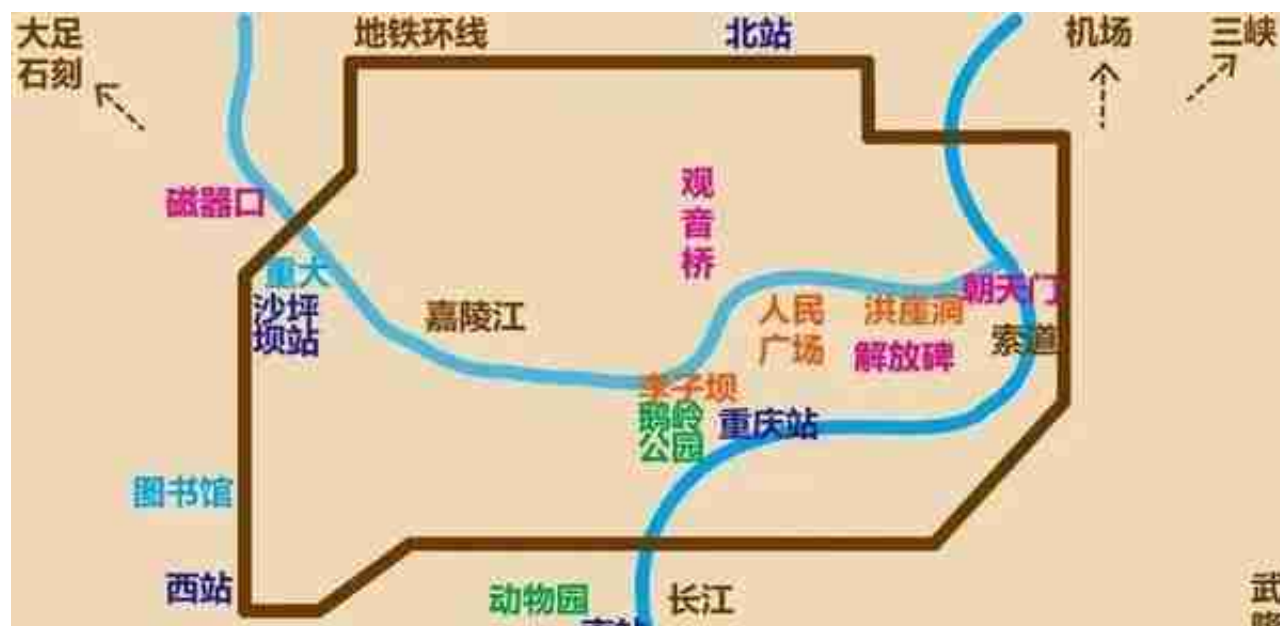 大足
石刻
地铁环线
北站
机场
三峡
磁器口
观
音
桥
重大
沙坪
坝站
嘉陵江
人民
广场
洪崖洞
朝天门
索道
解放碑
李子坝
鹅岭
公园
重庆站
图书馆
西站
动物园
长江
武